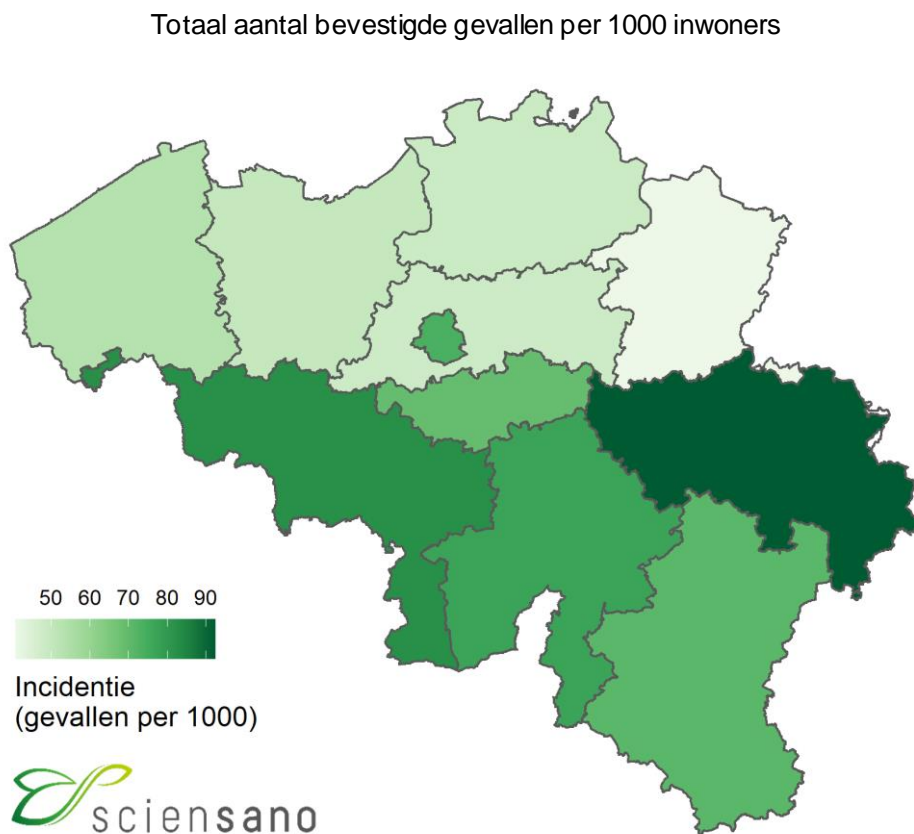 Totaal aantal bevestigde gevallen per 1000 inwoners
50 60 70 80 90
Incidentie
(gevallen per 1000)
sciensano